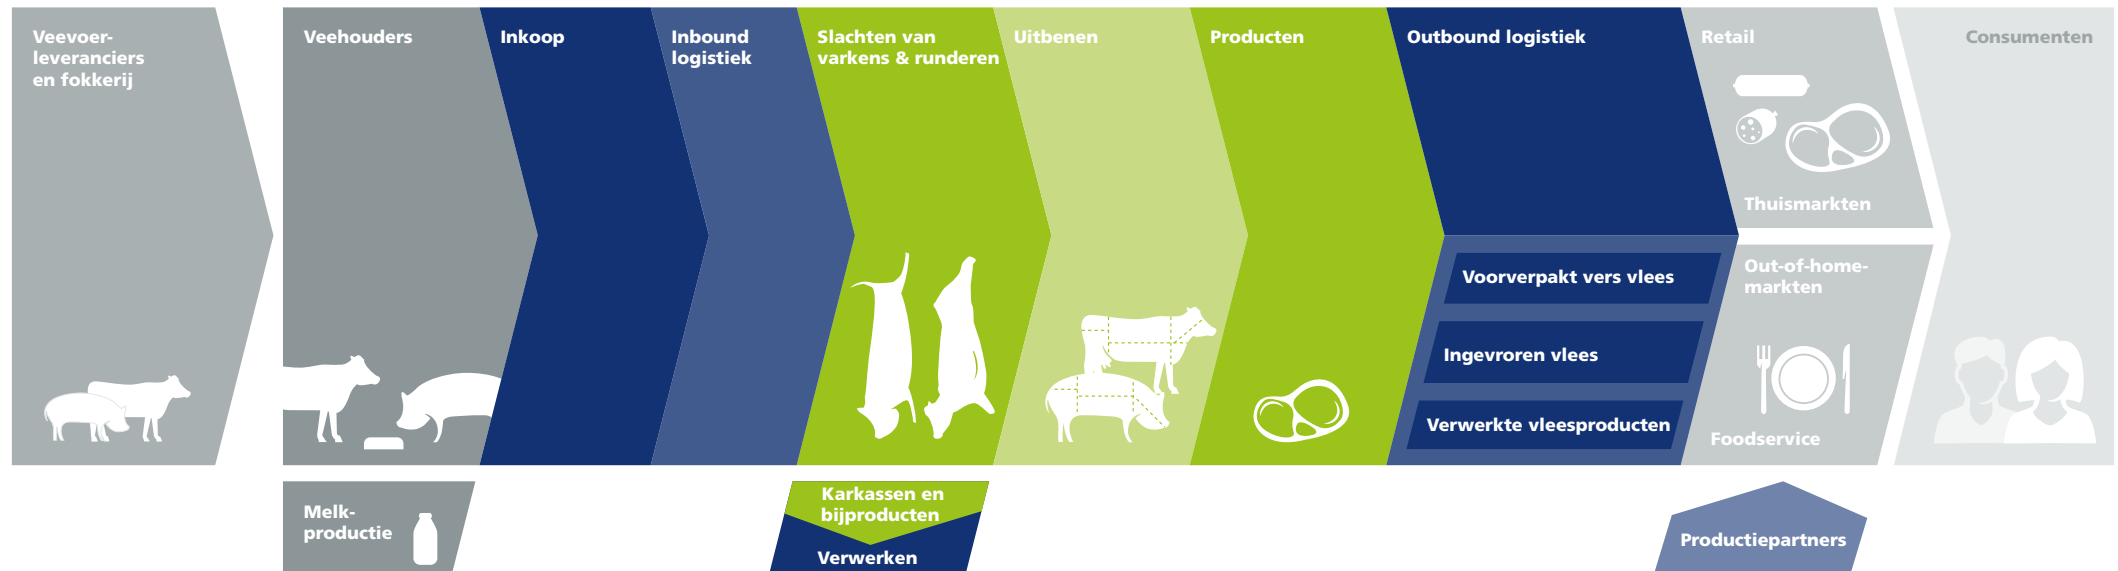 Veevoer-
leveranciers
en fokkerij
Veehouders
Inkoop
Inbound
logistiek
Slachten van
varkens & runderen
Uitbenen
Producten
Outbound logistiek
Voorverpakt vers vlees
Ingevroren vlees
Verwerkte vleesproducten
Retail
Thuismarkten
Out-of-home-
markten
Foodservice
Consumenten
Melk-
productie
Karkassen en
bijproducten
Verwerken
Productiepartners